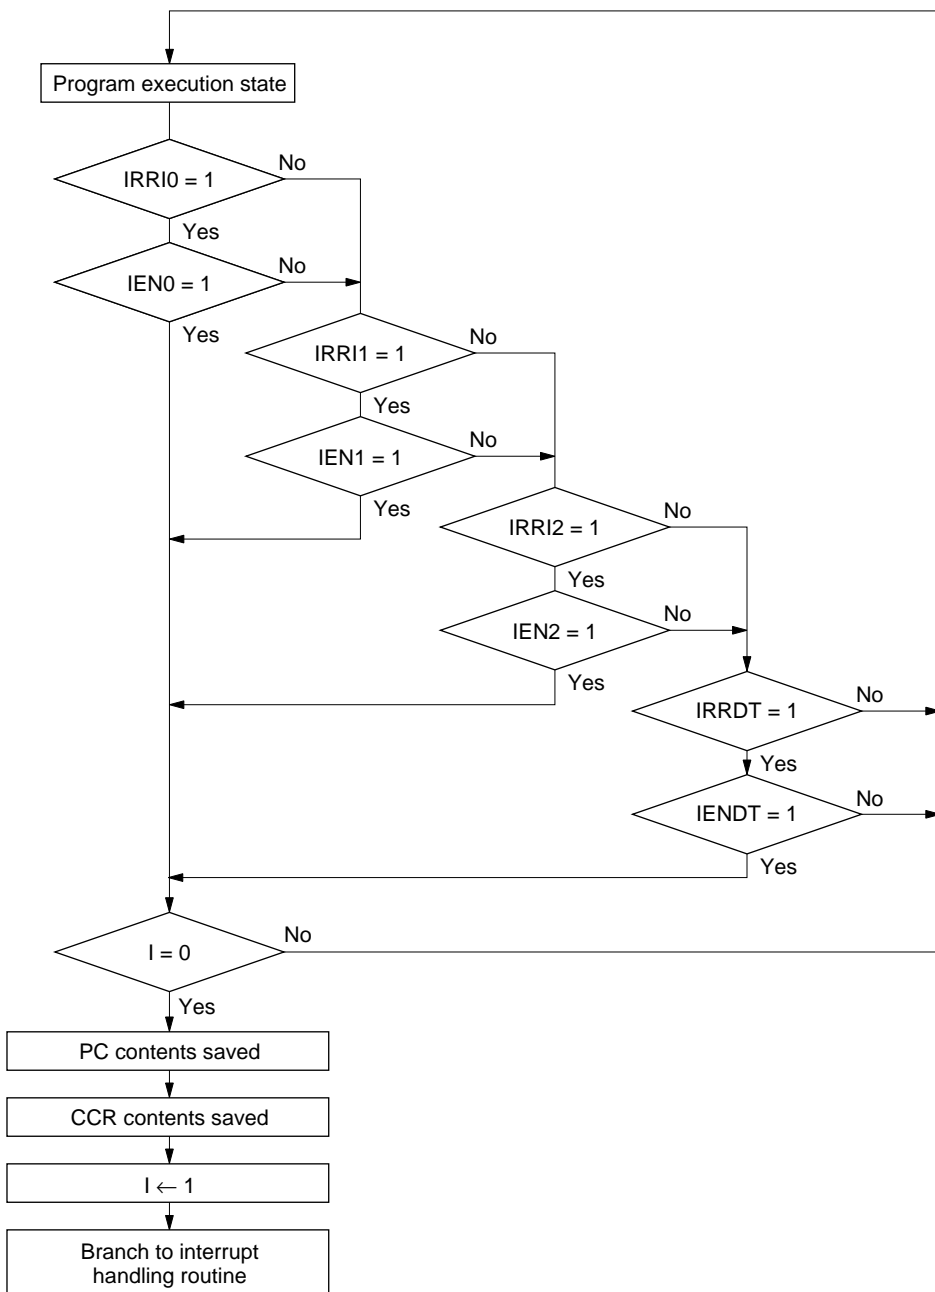 Program execution state
IRRI0 = 1
No
Yes
IEN0 = 1
No
Yes
IRRI1 = 1
No
Yes
IEN1 = 1
No
Yes
IRRI2 = 1
No
Yes
IEN2 = 1
No
Yes
IRRDT = 1
No
Yes
IENDT = 1
No
Yes
I = 0
No
Yes
PC contents saved
CCR contents saved
I ← 1
Branch to interrupt
handling routine